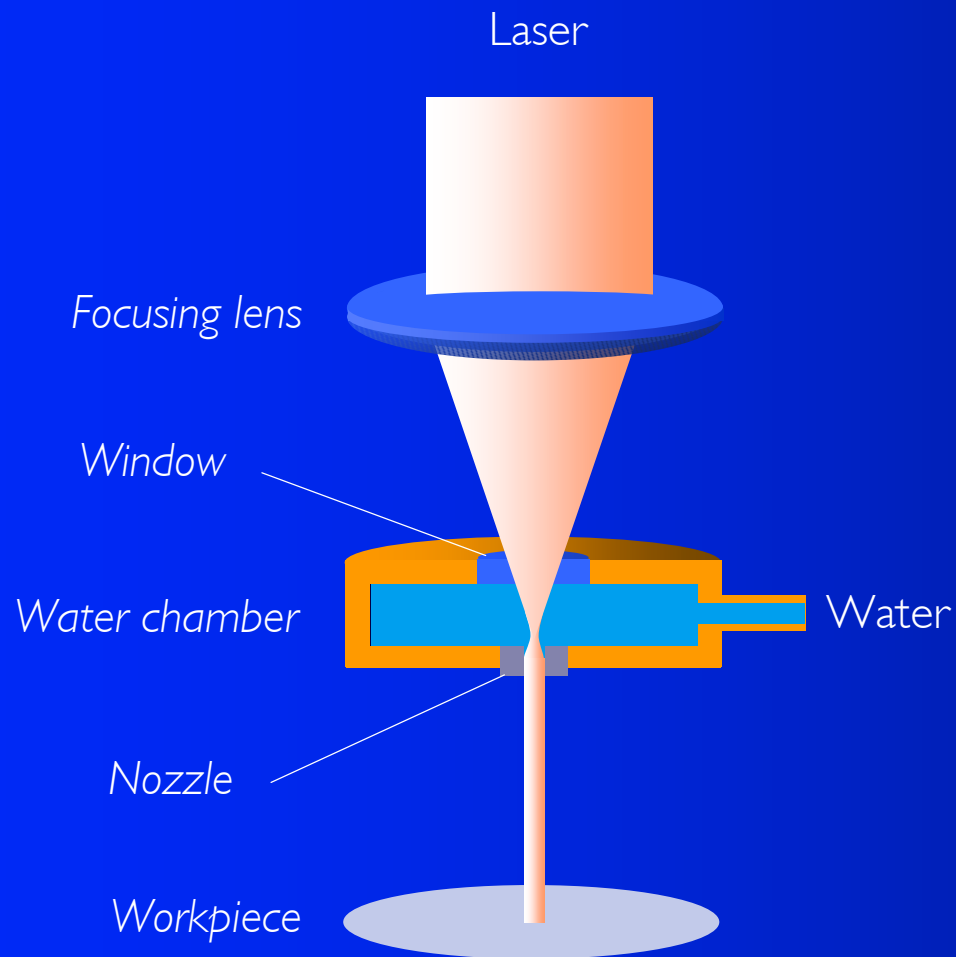 Laser
Focusing lens
Window
Water chamber
Water
Nozzle
Workpiece